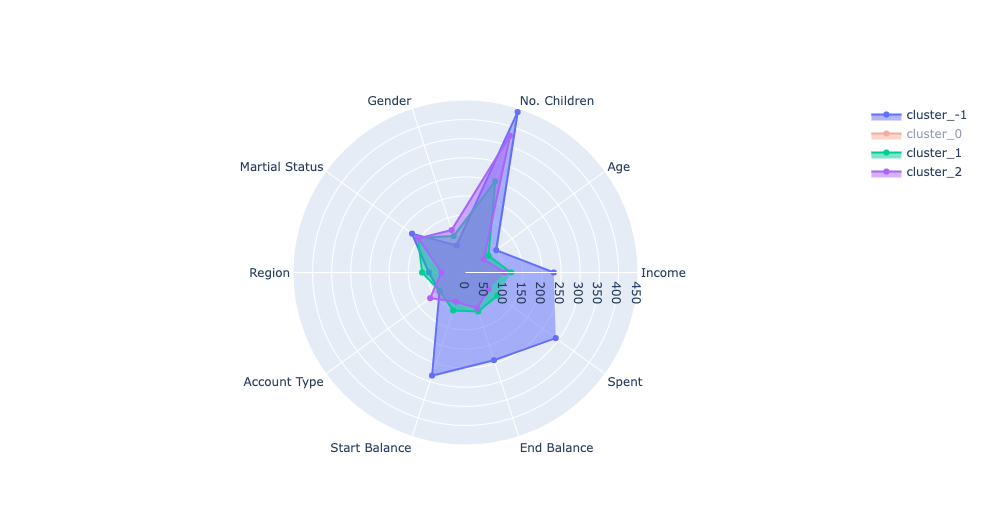 No. Children
Gender
Age
Martial Status
Region
Income
0
50
100
150
200
250
300
350
400
450
Account Type
Spent
Start Balance
End Balance
cluster_-1
cluster_0
cluster_1
cluster_2